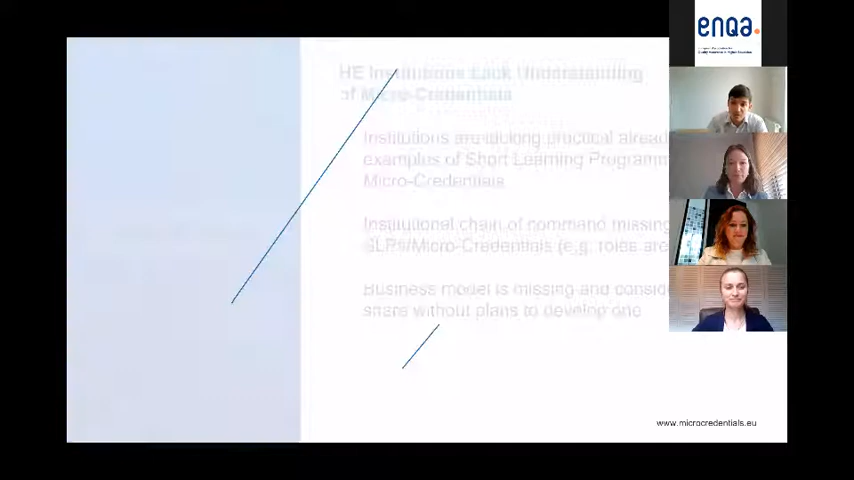 enqa.
HE Institutions Lack Understanding
of Micro-Credentials
Institutions are
practical
examples of Short Learning
Micro-Credentials
Institutional chain of command missing
SLPs/Micro-Credentials (e.g. roles are
Business model is missing and
share without plans to develop one
www.microcredentials.eu